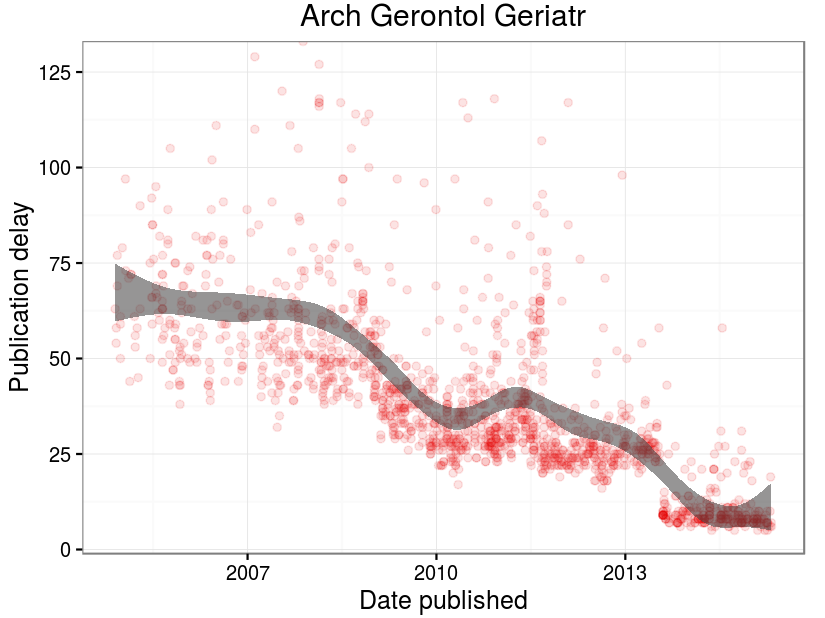 Arch Gerontol Geriatr
125
100
75
50
25
0
Publication delay
2007 2010 2013
Date published